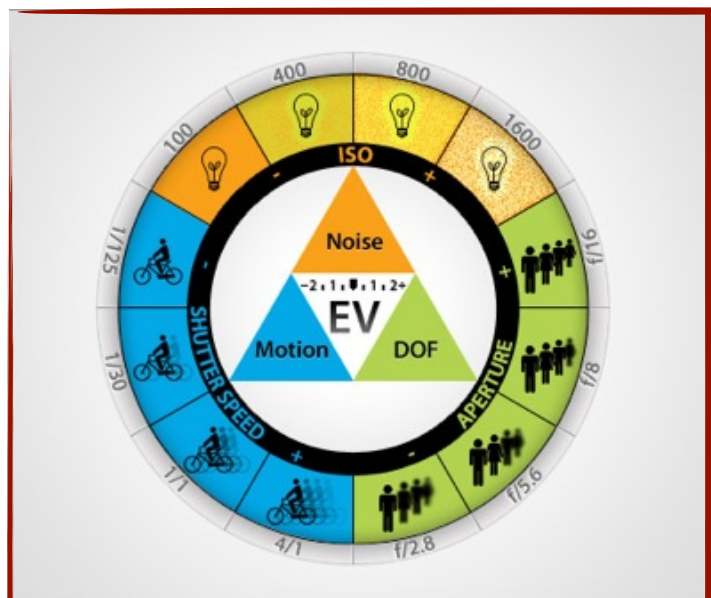 400
800
100
1600
ISO
- +
1/125
f/16
Noise
- +
-2 1 1 2+
EV
1/30
f/8
Motion
DOF
SHUTTER SPEED
APERTURE
+ -
1/1
f/5.6
4/1
f/2.8